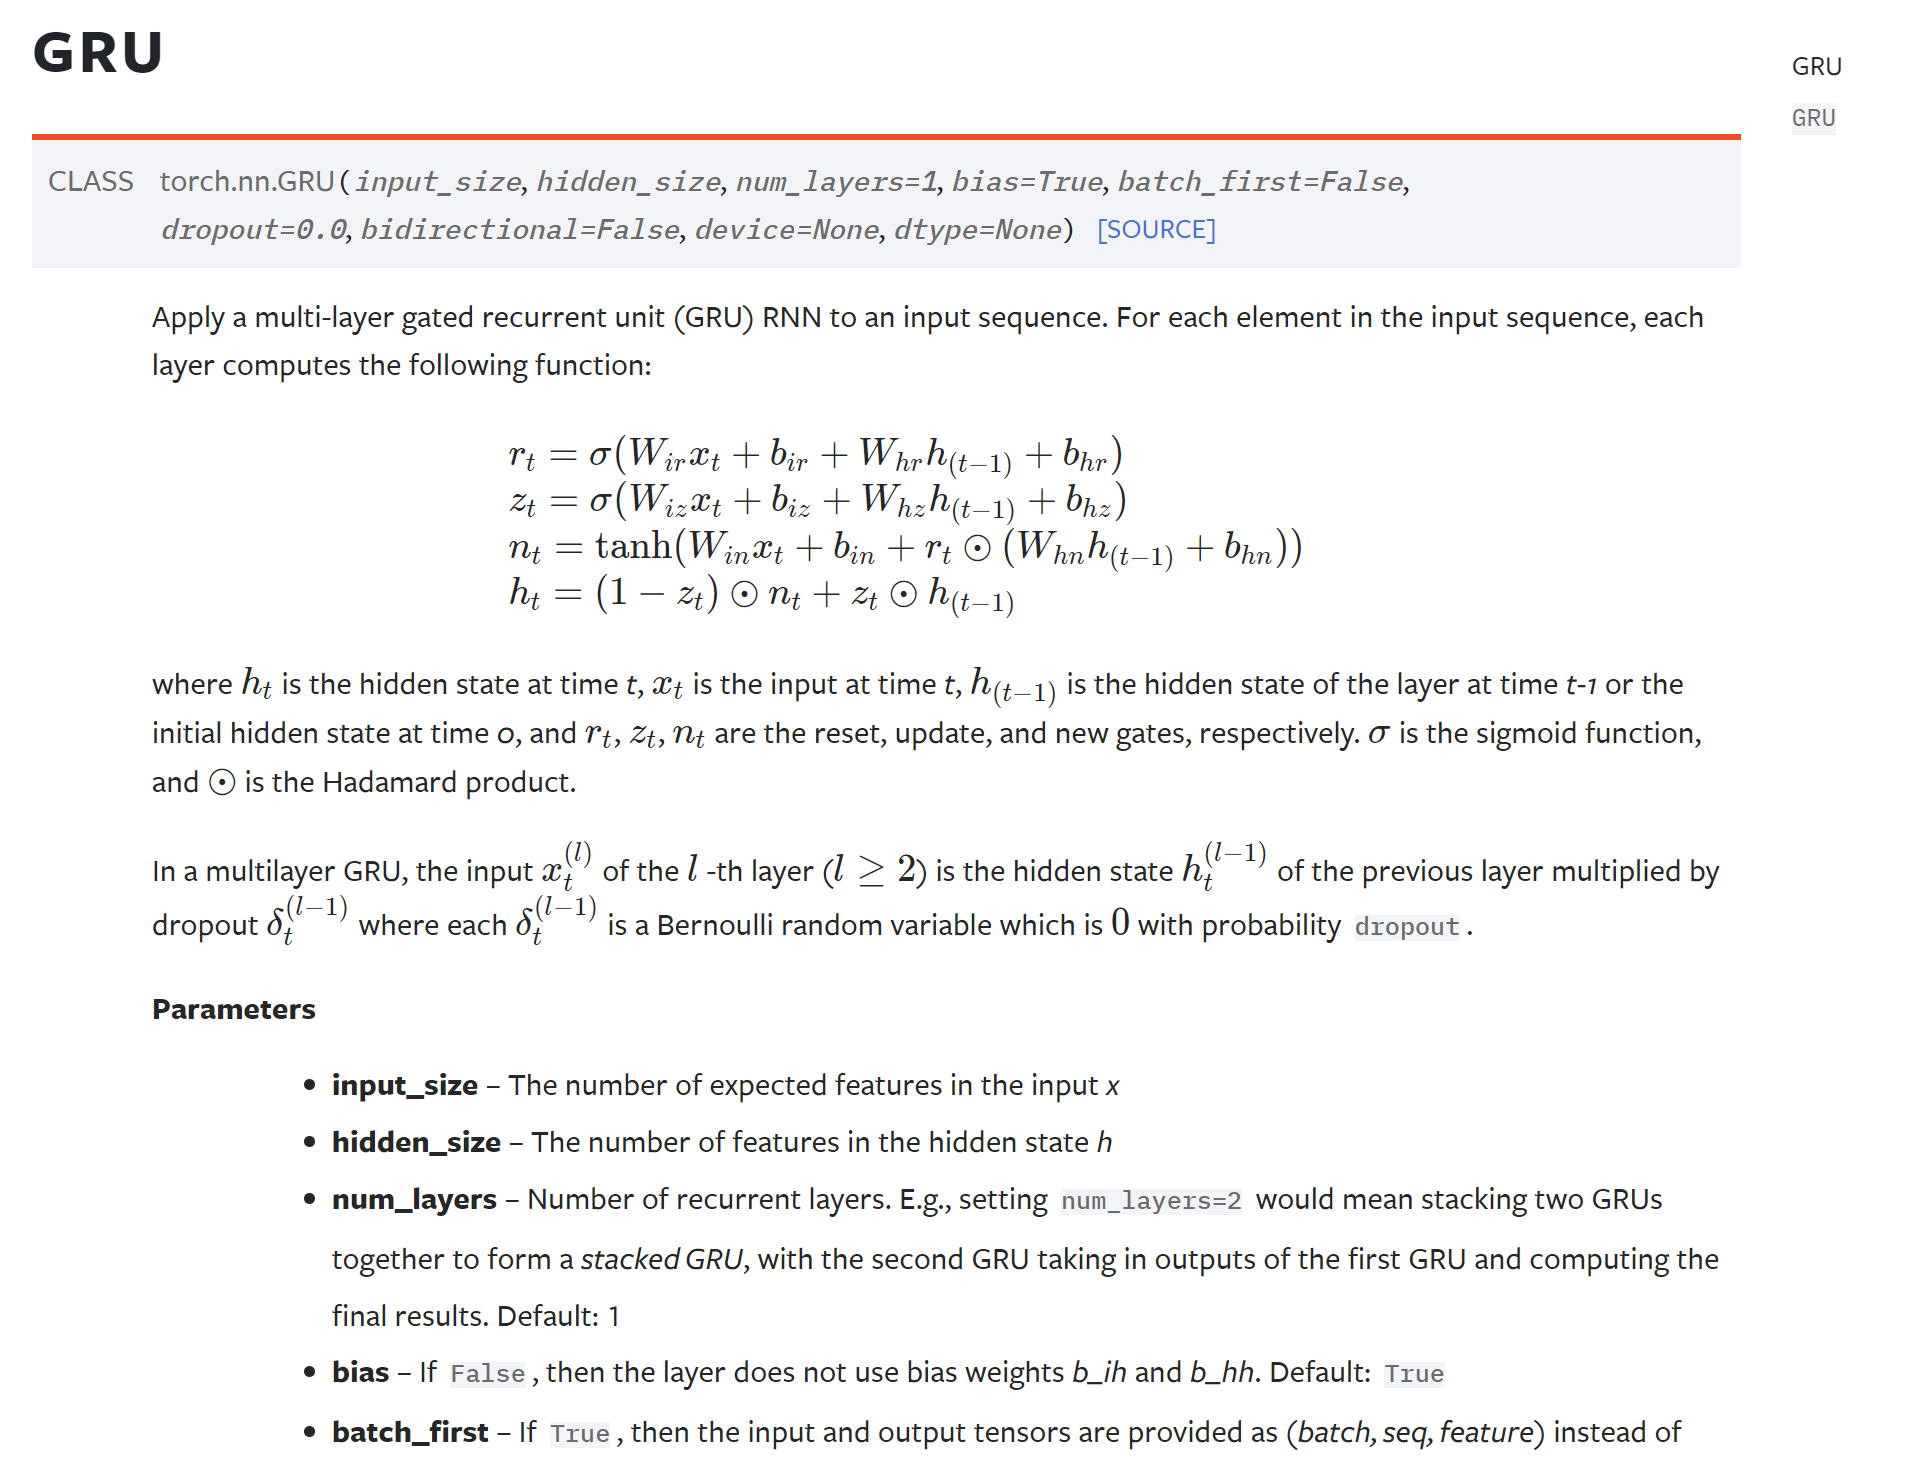 GRU
GRU
GRU
CLASS torch.nn.GRU(input_size, hidden_size, num_layers=1, bias=True, batch_first=False,
dropout=0.0, bidirectional=False, device=None, dtype=None) [SOURCE]
Apply a multi-layer gated recurrent unit (GRU) RNN to an input sequence. For each element in the input sequence, each
layer computes the following function:
r_t = σ(W_{ir} x_t + b_{ir} + W_{hr} h_{(t−1)} + b_{hr})
z_t = σ(W_{iz} x_t + b_{iz} + W_{hz} h_{(t−1)} + b_{hz})
n_t = tanh(W_{in} x_t + b_{in} + r_t ⊙ (W_{hn} h_{(t−1)} + b_{hn}))
h_t = (1 − z_t) ⊙ n_t + z_t ⊙ h_{(t−1)}
where h_t is the hidden state at time t, x_t is the input at time t, h_{(t−1)} is the hidden state of the layer at time t-1 or the
initial hidden state at time 0, and r_t, z_t, n_t are the reset, update, and new gates, respectively. σ is the sigmoid function,
and ⊙ is the Hadamard product.
In a multilayer GRU, the input x_t^{(l)} of the l -th layer (l ≥ 2) is the hidden state h_t^{(l−1)} of the previous layer multiplied by
dropout δ_t^{(l−1)} where each δ_t^{(l−1)} is a Bernoulli random variable which is 0 with probability dropout.
Parameters
• input_size – The number of expected features in the input x
• hidden_size – The number of features in the hidden state h
• num_layers – Number of recurrent layers. E.g., setting num_layers=2 would mean stacking two GRUs
together to form a stacked GRU, with the second GRU taking in outputs of the first GRU and computing the
final results. Default: 1
• bias – If False, then the layer does not use bias weights b_ih and b_hh. Default: True
• batch_first – If True, then the input and output tensors are provided as (batch, seq, feature) instead of